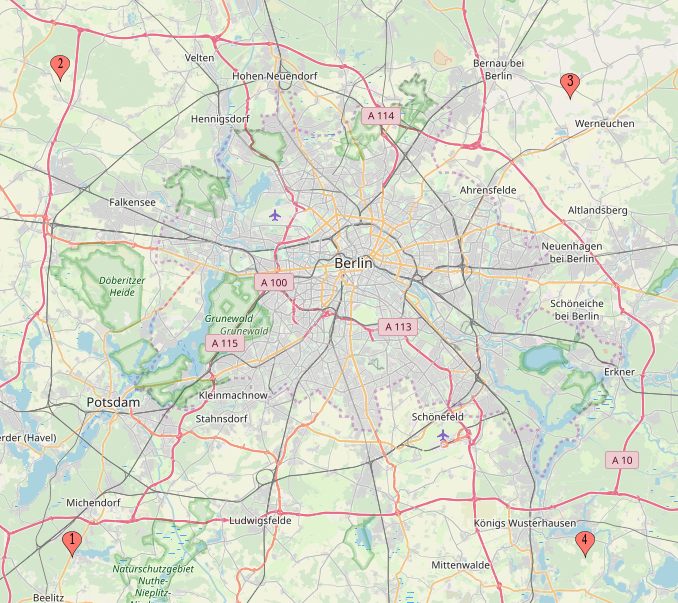 2
Velten
Bernau bei
Berlin
Hohen Neuendorf
3
Hennigsdorf
A 114
Werneuchen
Ahrensfelde
Falkensee
Altlandsberg
Neuenhagen
bei Berlin
Berlin
Döberitzer
Heide
A 100
Schöneiche
bei Berlin
Grunewald
Grunewald
A 113
A 115
Erkner
Kleinmachnow
Potsdam
Stahnsdorf
Schönefeld
erder (Havel)
A 10
Michendorf
Ludwigsfelde
Königs Wusterhausen
1
4
Mittenwalde
Naturschutzgebiet
Nuthe-
Nieplitz-
Beelitz